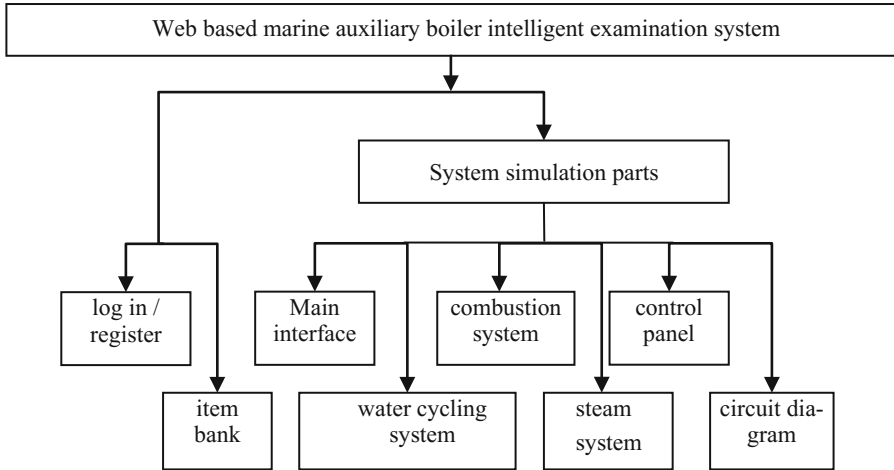 Web based marine auxiliary boiler intelligent examination system
System simulation parts
log in /
register
Main
interface
combustion
system
control
panel
item
bank
water cycling
system
steam
system
circuit dia-
gram